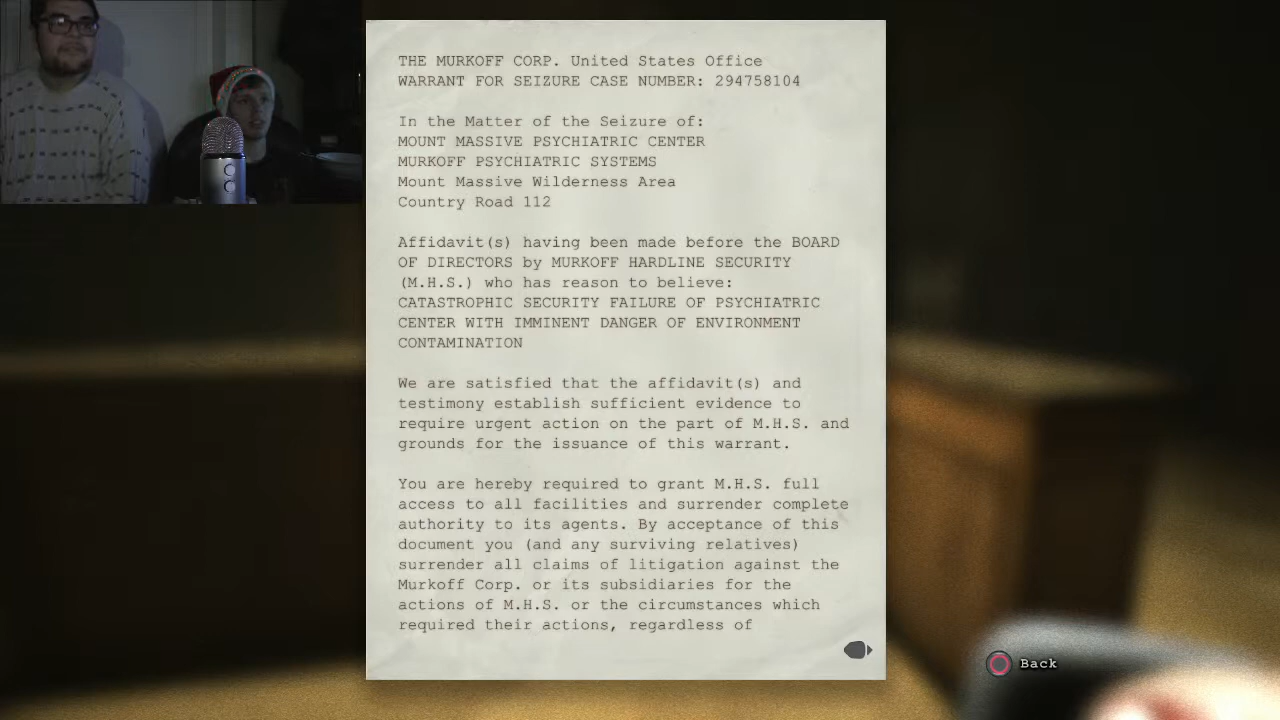 THE MURKOFF CORP. United States Office
WARRANT FOR SEIZURE CASE NUMBER: 294758104
In the Matter of the Seizure of:
MOUNT MASSIVE PSYCHIATRIC CENTER
MURKOFF PSYCHIATRIC SYSTEMS
Mount Massive Wilderness Area
Country Road 112
Affidavit(s) having been made before the BOARD
OF DIRECTORS by MURKOFF HARDLINE SECURITY
(M.H.S.) who has reason to believe:
CATASTROPHIC SECURITY FAILURE OF PSYCHIATRIC
CENTER WITH IMMINENT DANGER OF ENVIRONMENT
CONTAMINATION
We are satisfied that the affidavit(s) and
testimony establish sufficient evidence to
require urgent action on the part of M.H.S. and
grounds for the issuance of this warrant.
You are hereby required to grant M.H.S. full
access to all facilities and surrender complete
authority to its agents. By acceptance of this
document you (and any surviving relatives)
surrender all claims of litigation against the
Murkoff Corp. or its subsidiaries for the
actions of M.H.S. or the circumstances which
required their actions, regardless of
Back